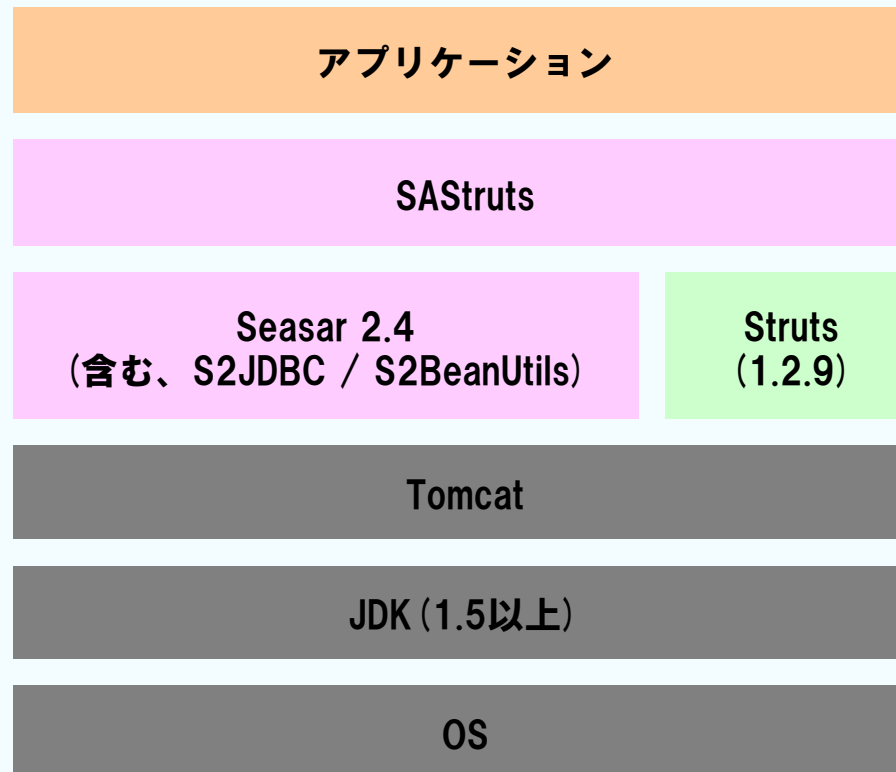 アプリケーション
SAStruts
Seasar 2.4
(含む、S2JDBC / S2BeanUtils)
Struts
(1.2.9)
Tomcat
JDK(1.5以上)
OS